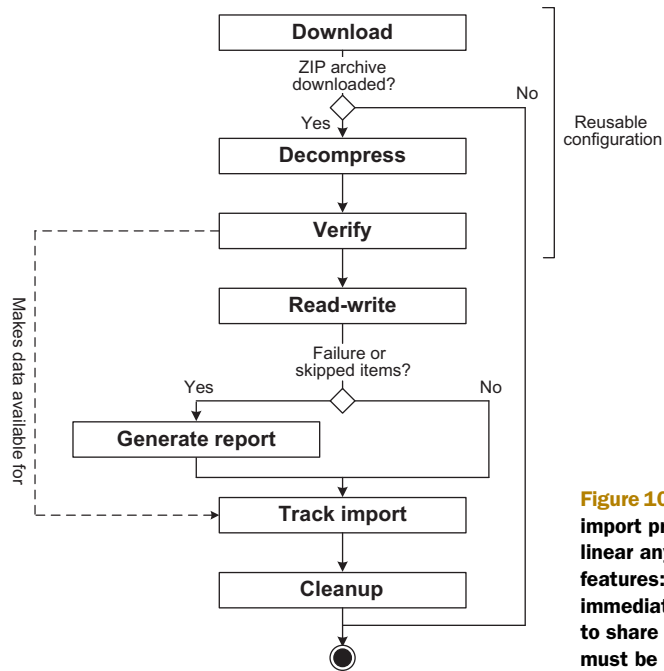 Download
ZIP archive
downloaded?
No
Yes
Reusable
configuration
Decompress
Verify
Makes data available for
Read-write
Failure or
skipped items?
Yes
No
Generate report
Track import
Cleanup
Figure 10
import pr
linear any
features:
immediat
to share
must be